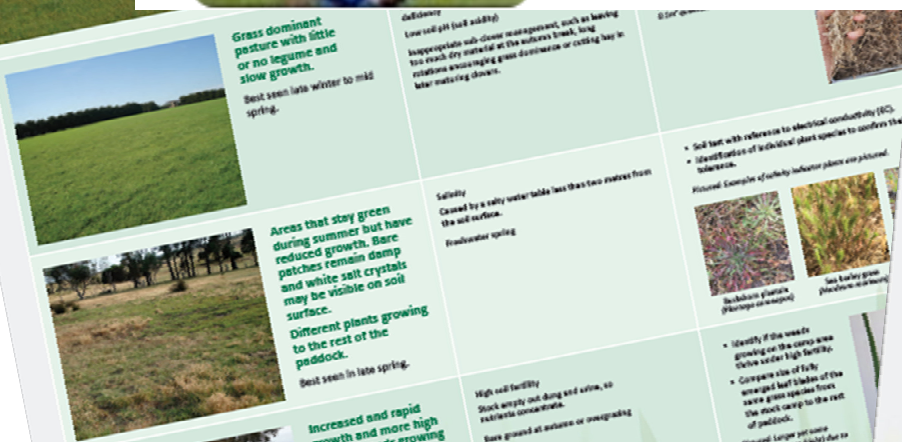 Grass dominant
pasture with little
or no legume and
slow growth.
Best seen late winter to mid
spring.
deficiency
Low soil pH (soil acidity)
Inappropriate sub-clover management, such as leaving
too much dry material at the autumn break, long
rotations encouraging grass dominance or cutting hay in
later maturing clovers.
Areas that stay green
during summer but have
reduced growth. Bare
patches remain damp
and white salt crystals
may be visible on soil
surface.
Different plants growing
to the rest of the
paddock.
Best seen in late spring.
Salinity
Caused by a salty water table less than two metres from
the soil surface.
Freshwater spring
• Soil test with reference to electrical conductivity (EC).
• Identification of individual plant species to confirm the
tolerance.
Pictured: Examples of salinity indicator plants are pictured.
Buckshorn plantain
(Plantago coronopus)
Sea barley grass
(Hordeum marinum)
Increased and rapid
growth and more high
growing
High soil fertility
Stock empty out dung and urine, so
nutrients concentrate.
Bare ground at autumn or overgrazing
• Identify if the weeds
growing on the camp area
thrive under high fertility.
• Compare size of fully
emerged leaf blades of the
same grass species from
the stock camp to the rest
of paddock.